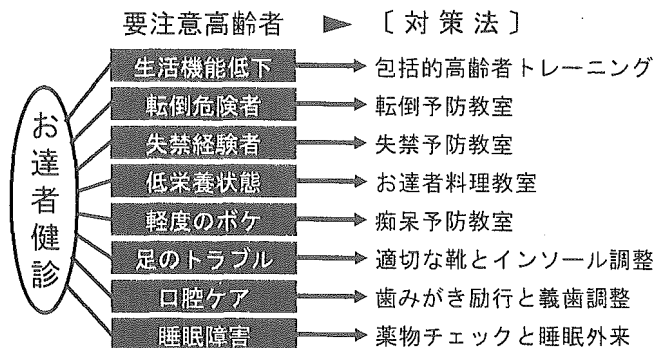 要注意高齢者 ▶ 〔対策法〕
お達者健診
生活機能低下 → 包括的高齢者トレーニング
転倒危険者 → 転倒予防教室
失禁経験者 → 失禁予防教室
低栄養状態 → お達者料理教室
軽度のボケ → 痴呆予防教室
足のトラブル → 適切な靴とインソール調整
口腔ケア → 歯みがき励行と義歯調整
睡眠障害 → 薬物チェックと睡眠外来